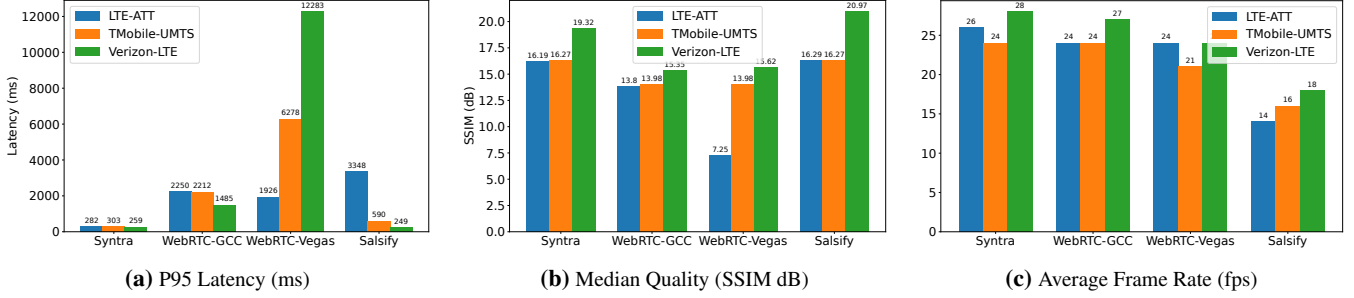 12000
10000
8000
6000
4000
2000
0
Latency (ms)
LTE-ATT
TMobile-UMTS
Verizon-LTE
282
303
259
2250
2212
1485
1926
6278
12283
3348
590
249
Syntra
WebRTC-GCC
WebRTC-Vegas
Salsify
(a) P95 Latency (ms)
20.0
17.5
15.0
12.5
10.0
7.5
5.0
2.5
0.0
SSIM (dB)
LTE-ATT
TMobile-UMTS
Verizon-LTE
16.19
16.27
19.32
13.8
13.98
15.35
7.25
13.98
15.62
16.29
16.27
20.97
Syntra
WebRTC-GCC
WebRTC-Vegas
Salsify
(b) Median Quality (SSIM dB)
25
20
15
10
5
0
LTE-ATT
TMobile-UMTS
Verizon-LTE
26
24
28
24
24
27
24
21
14
16
18
Syntra
WebRTC-GCC
WebRTC-Vegas
Salsify
(c) Average Frame Rate (fps)